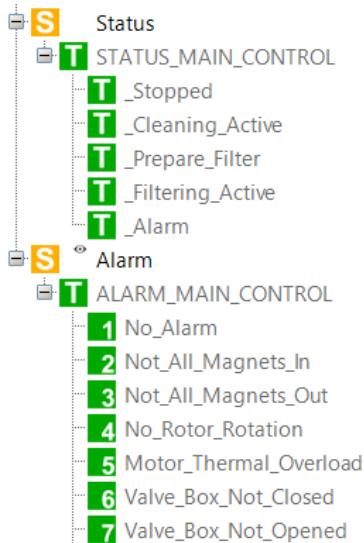 S Status
T STATUS_MAIN_CONTROL
T _Stopped
T _Cleaning_Active
T _Prepare_Filter
T _Filtering_Active
T _Alarm
S Alarm
T ALARM_MAIN_CONTROL
1 No_Alarm
2 Not_All_Magnets_In
3 Not_All_Magnets_Out
4 No_Rotor_Rotation
5 Motor_Thermal_Overload
6 Valve_Box_Not_Closed
7 Valve_Box_Not_Opened